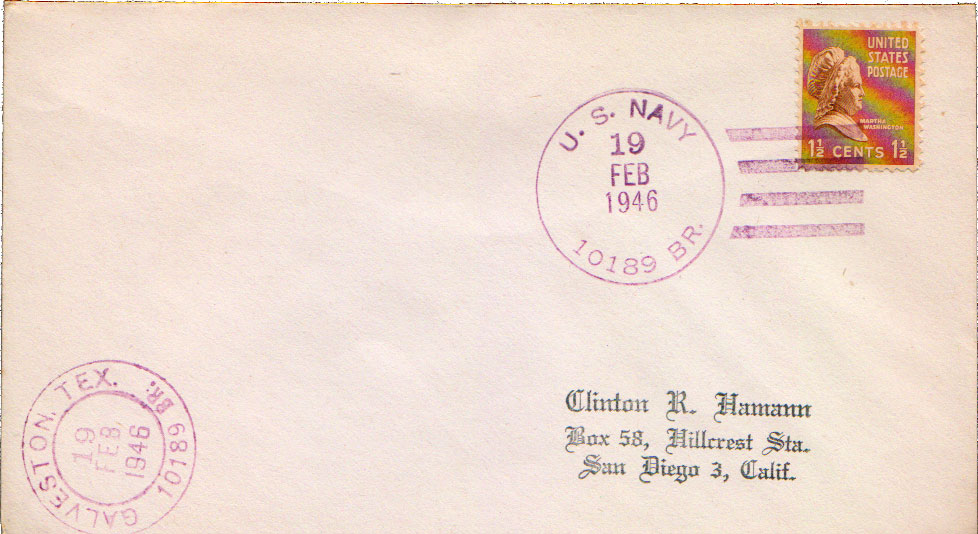 UNITED
STATES
POSTAGE
MARTHA
WASHINGTON
1½ CENTS 1½
U. S. NAVY
19
FEB
1946
10189 BR.
Clinton R. Hamann
Box 58, Hillcrest Sta.
San Diego 3, Calif.
GALVESTON, TEX.
19
FEB.
1946
10189 BR.